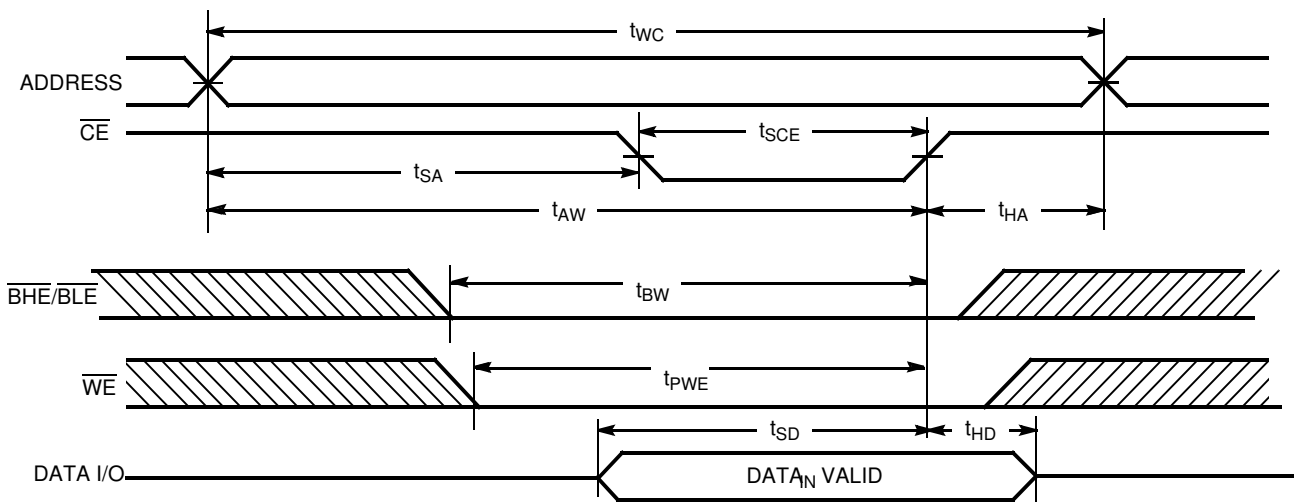 tWC
ADDRESS
CE
tSCE
tSA
tAW
tHA
BHE/BLE
tBW
WE
tPWE
tSD
tHD
DATA I/O
DATAIN VALID